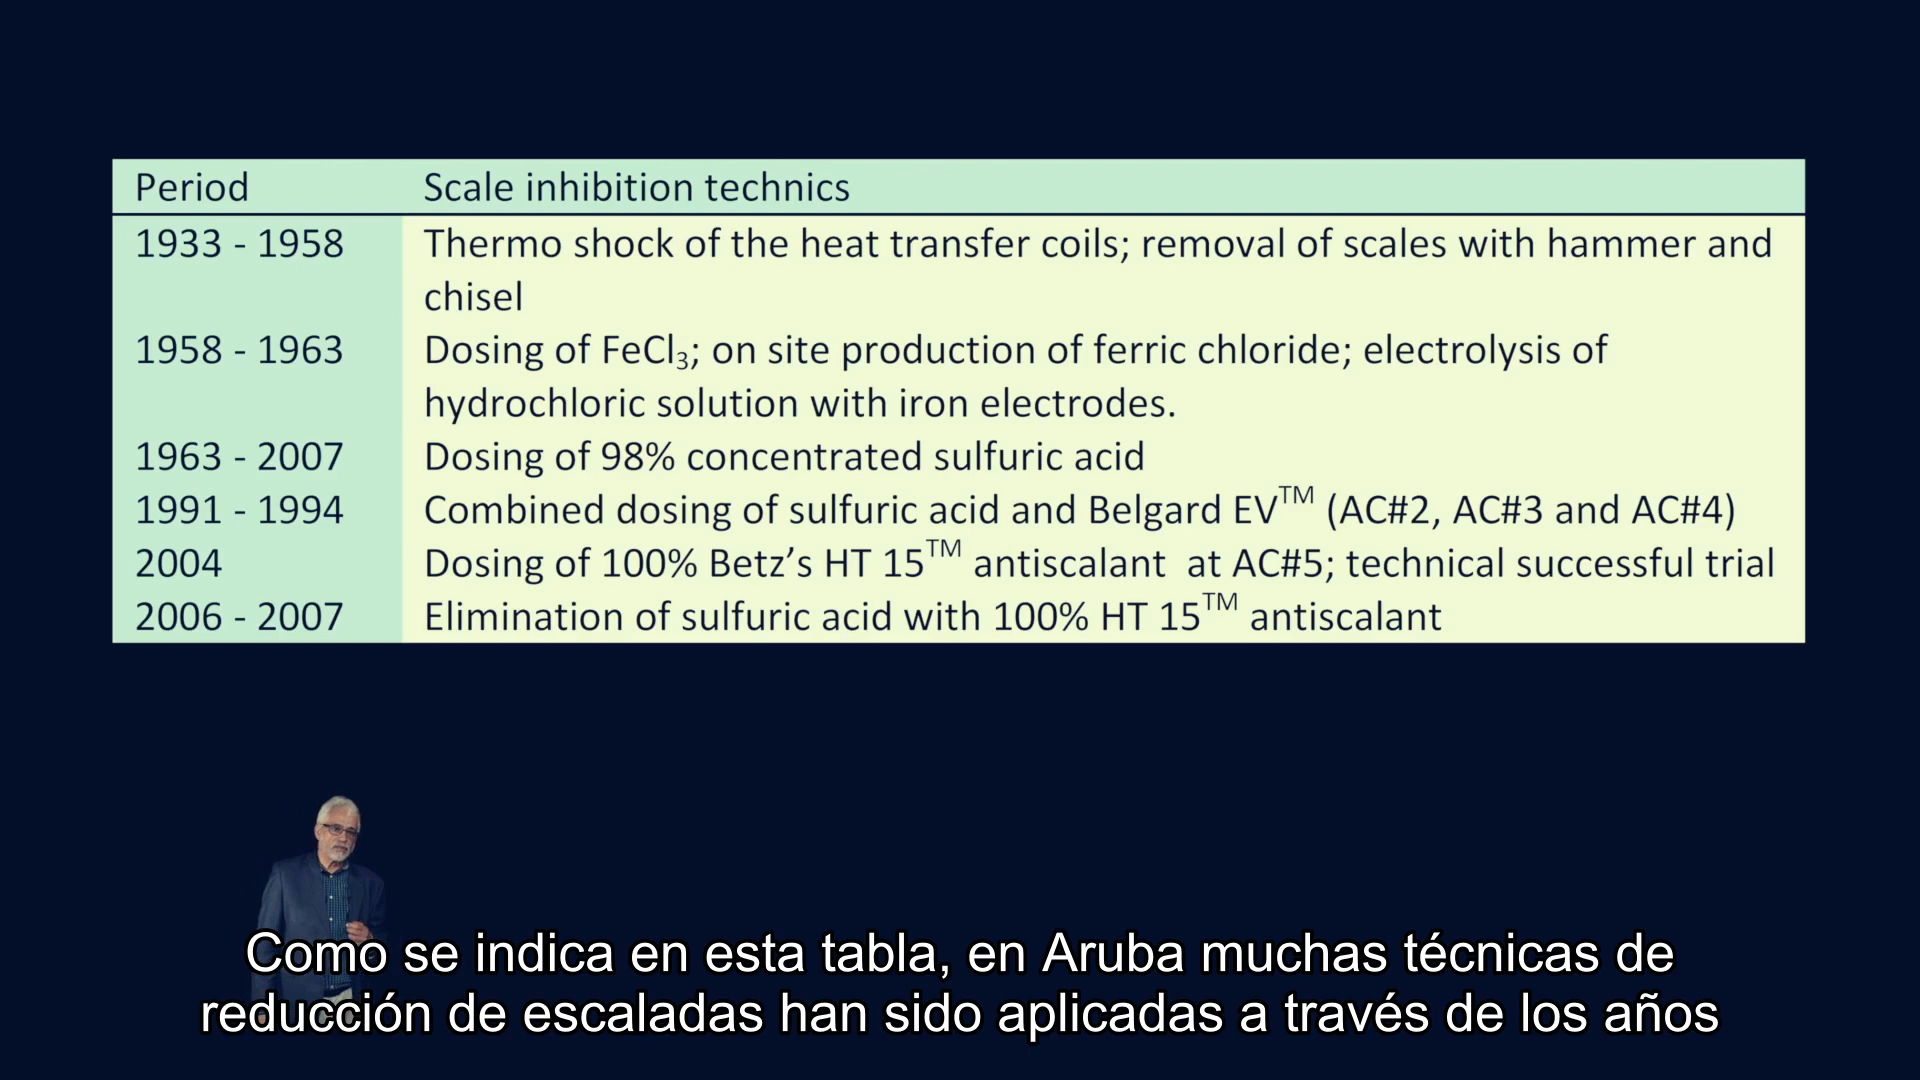 Period Scale inhibition technics
1933 - 1958 Thermo shock of the heat transfer coils; removal of scales with hammer and
chisel
1958 - 1963 Dosing of FeCl₃; on site production of ferric chloride; electrolysis of
hydrochloric solution with iron electrodes.
1963 - 2007 Dosing of 98% concentrated sulfuric acid
1991 - 1994 Combined dosing of sulfuric acid and Belgard EV™ (AC#2, AC#3 and AC#4)
2004 Dosing of 100% Betz’s HT 15™ antiscalant at AC#5; technical successful trial
2006 - 2007 Elimination of sulfuric acid with 100% HT 15™ antiscalant
Como se indica en esta tabla, en Aruba muchas técnicas de
reducción de escaladas han sido aplicadas a través de los años